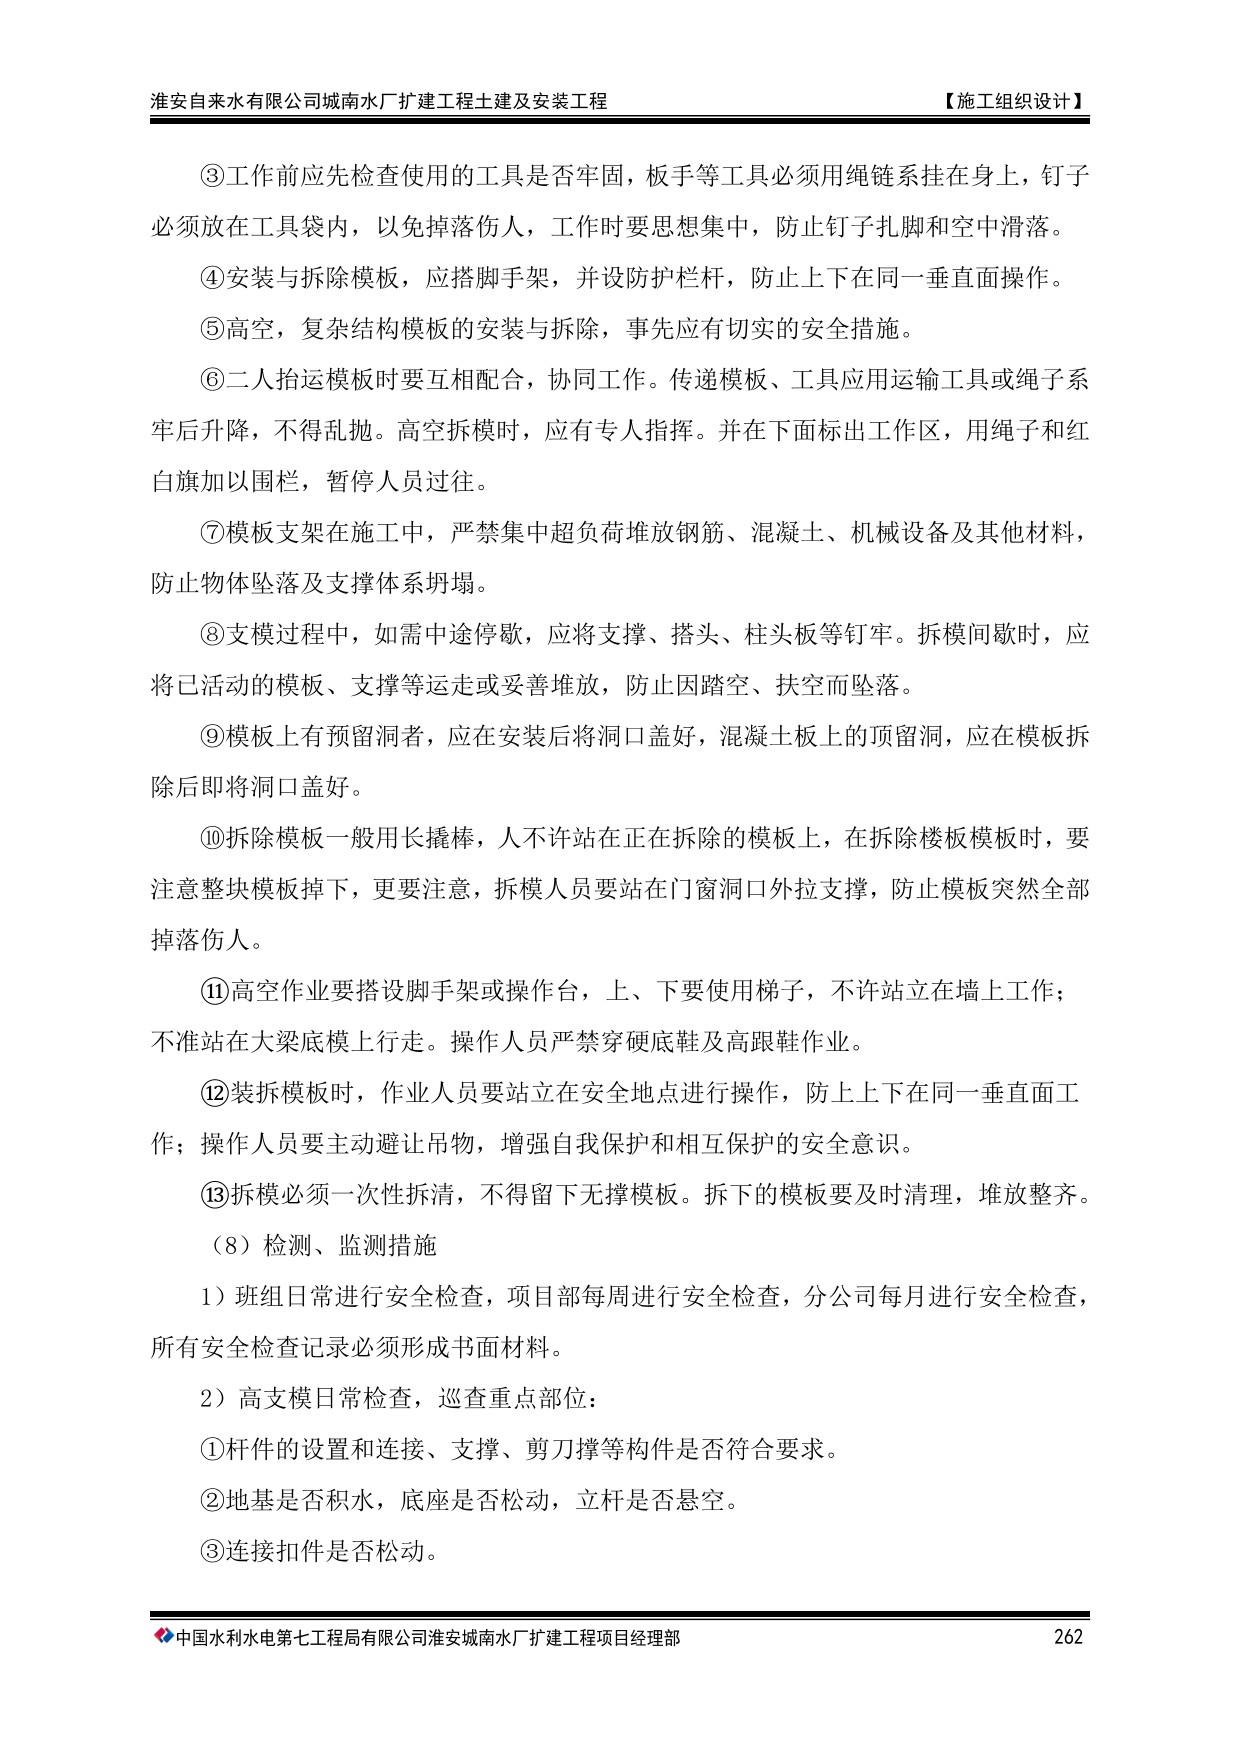 淮安自来水有限公司城南水厂扩建工程土建及安装工程 【施工组织设计】
③工作前应先检查使用的工具是否牢固，板手等工具必须用绳链系挂在身上，钉子
必须放在工具袋内，以免掉落伤人，工作时要思想集中，防止钉子扎脚和空中滑落。
④安装与拆除模板，应搭脚手架，并设防护栏杆，防止上下在同一垂直面操作。
⑤高空，复杂结构模板的安装与拆除，事先应有切实的安全措施。
⑥二人抬运模板时要互相配合，协同工作。传递模板、工具应用运输工具或绳子系
牢后升降，不得乱抛。高空拆模时，应有专人指挥。并在下面标出工作区，用绳子和红
白旗加以围栏，暂停人员过往。
⑦模板支架在施工中，严禁集中超负荷堆放钢筋、混凝土、机械设备及其他材料，
防止物体坠落及支撑体系坍塌。
⑧支模过程中，如需中途停歇，应将支撑、搭头、柱头板等钉牢。拆模间歇时，应
将已活动的模板、支撑等运走或妥善堆放，防止因踏空、扶空而坠落。
⑨模板上有预留洞者，应在安装后将洞口盖好，混凝土板上的顶留洞，应在模板拆
除后即将洞口盖好。
⑩拆除模板一般用长撬棒，人不许站在正在拆除的模板上，在拆除楼板模板时，要
注意整块模板掉下，更要注意，拆模人员要站在门窗洞口外拉支撑，防止模板突然全部
掉落伤人。
⑪高空作业要搭设脚手架或操作台，上、下要使用梯子，不许站立在墙上工作；
不准站在大梁底模上行走。操作人员严禁穿硬底鞋及高跟鞋作业。
⑫装拆模板时，作业人员要站立在安全地点进行操作，防上上下在同一垂直面工
作；操作人员要主动避让吊物，增强自我保护和相互保护的安全意识。
⑬拆模必须一次性拆清，不得留下无撑模板。拆下的模板要及时清理，堆放整齐。
（8）检测、监测措施
1）班组日常进行安全检查，项目部每周进行安全检查，分公司每月进行安全检查，
所有安全检查记录必须形成书面材料。
2）高支模日常检查，巡查重点部位：
①杆件的设置和连接、支撑、剪刀撑等构件是否符合要求。
②地基是否积水，底座是否松动，立杆是否悬空。
③连接扣件是否松动。
中国水利水电第七工程局有限公司淮安城南水厂扩建工程项目经理部 262